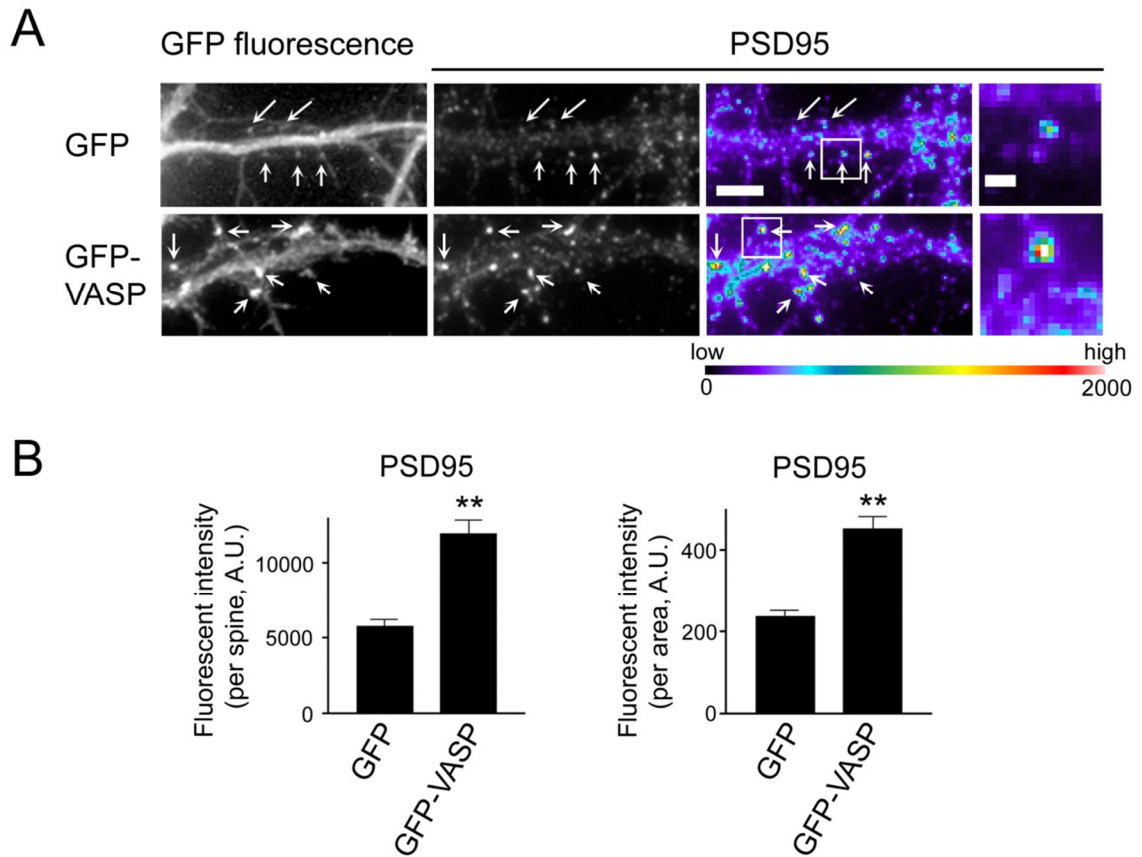 A
GFP fluorescence
PSD95
GFP
GFP-
VASP
low
high
0
2000
B
PSD95
**
Fluorescent intensity
(per spine, A.U.)
10000
5000
0
GFP
GFP-VASP
PSD95
**
Fluorescent intensity
(per area, A.U.)
400
200
0
GFP
GFP-VASP